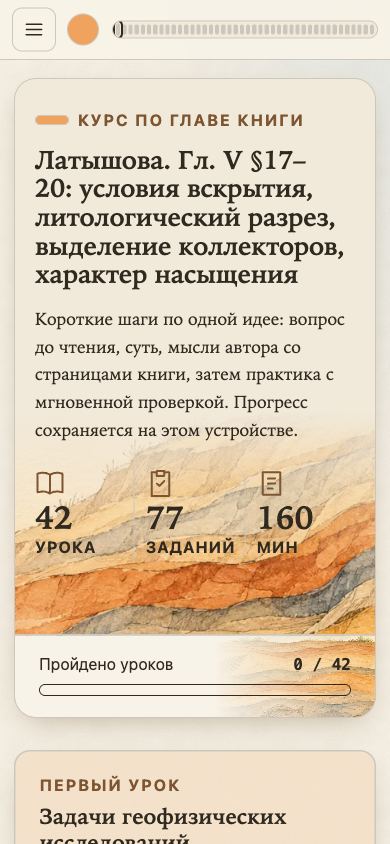 КУРС ПО ГЛАВЕ КНИГИ
Латышова. Гл. V §17–
20: условия вскрытия,
литологический разрез,
выделение коллекторов,
характер насыщения
Короткие шаги по одной идее: вопрос
до чтения, суть, мысли автора со
страницами книги, затем практика с
мгновенной проверкой. Прогресс
сохраняется на этом устройстве.
42 77 160
УРОКА ЗАДАНИЙ МИН
Пройдено уроков 0 / 42
ПЕРВЫЙ УРОК
Задачи геофизических
исследований